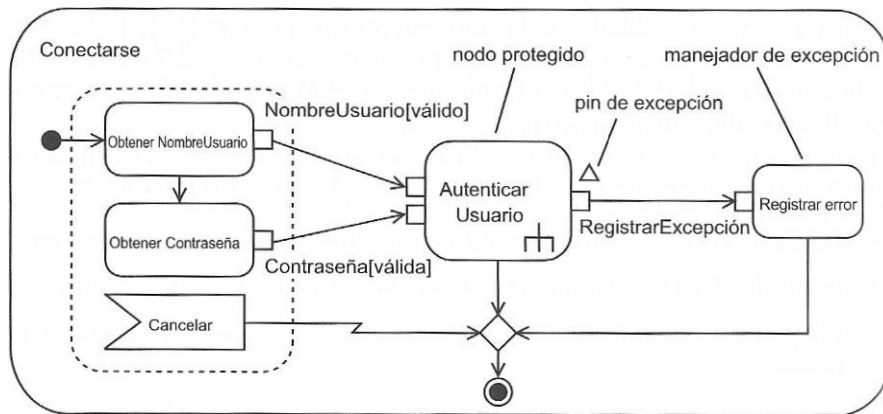 Conectarse
nodo protegido
manejador de excepción
pin de excepción
NombreUsuario[válido]
Obtener NombreUsuario
Autenticar
Usuario
Registrar error
RegistrarExcepción
Obtener Contraseña
Contraseña[válida]
Cancelar